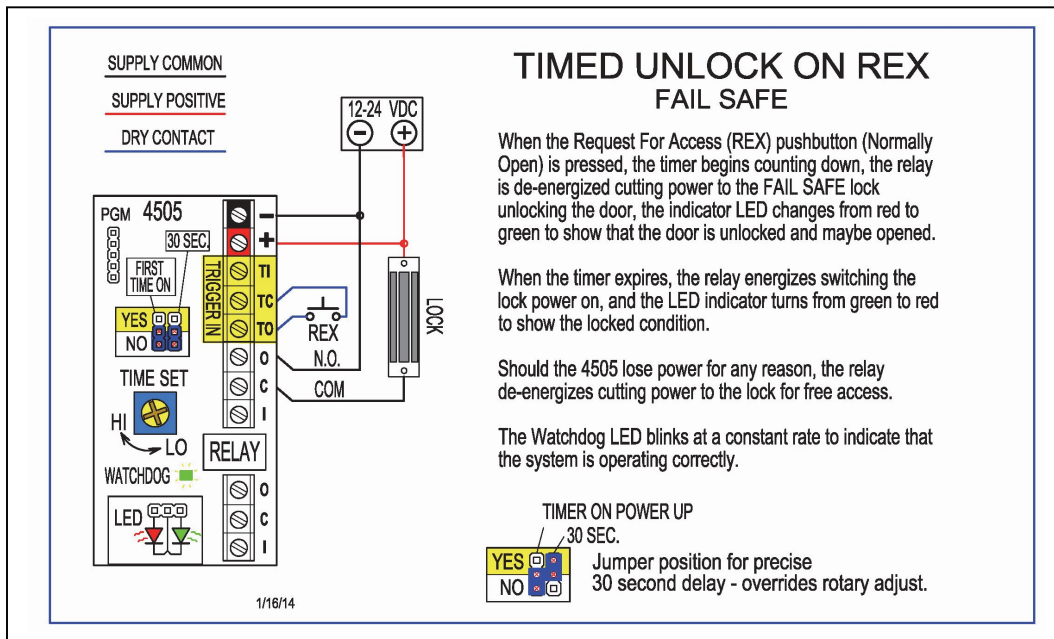 SUPPLY COMMON
SUPPLY POSITIVE
DRY CONTACT
12-24 VDC
− +
PGM 4505
30 SEC.
FIRST
TIME ON
YES
NO
TIME SET
HI
LO
WATCHDOG
LED
−
+
TRIGGER IN
TI
TC
TO
O
C
I
RELAY
O
C
I
REX
N.O.
COM
LOCK
1/16/14
TIMED UNLOCK ON REX
FAIL SAFE
When the Request For Access (REX) pushbutton (Normally
Open) is pressed, the timer begins counting down, the relay
is de-energized cutting power to the FAIL SAFE lock
unlocking the door, the indicator LED changes from red to
green to show that the door is unlocked and maybe opened.
When the timer expires, the relay energizes switching the
lock power on, and the LED indicator turns from green to red
to show the locked condition.
Should the 4505 lose power for any reason, the relay
de-energizes cutting power to the lock for free access.
The Watchdog LED blinks at a constant rate to indicate that
the system is operating correctly.
TIMER ON POWER UP
30 SEC.
YES
NO
Jumper position for precise
30 second delay - overrides rotary adjust.